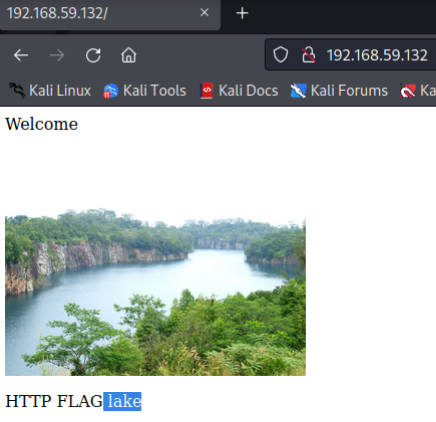 192.168.59.132/
192.168.59.132
Kali Linux Kali Tools Kali Docs Kali Forums Ka
Welcome
HTTP FLAG lake